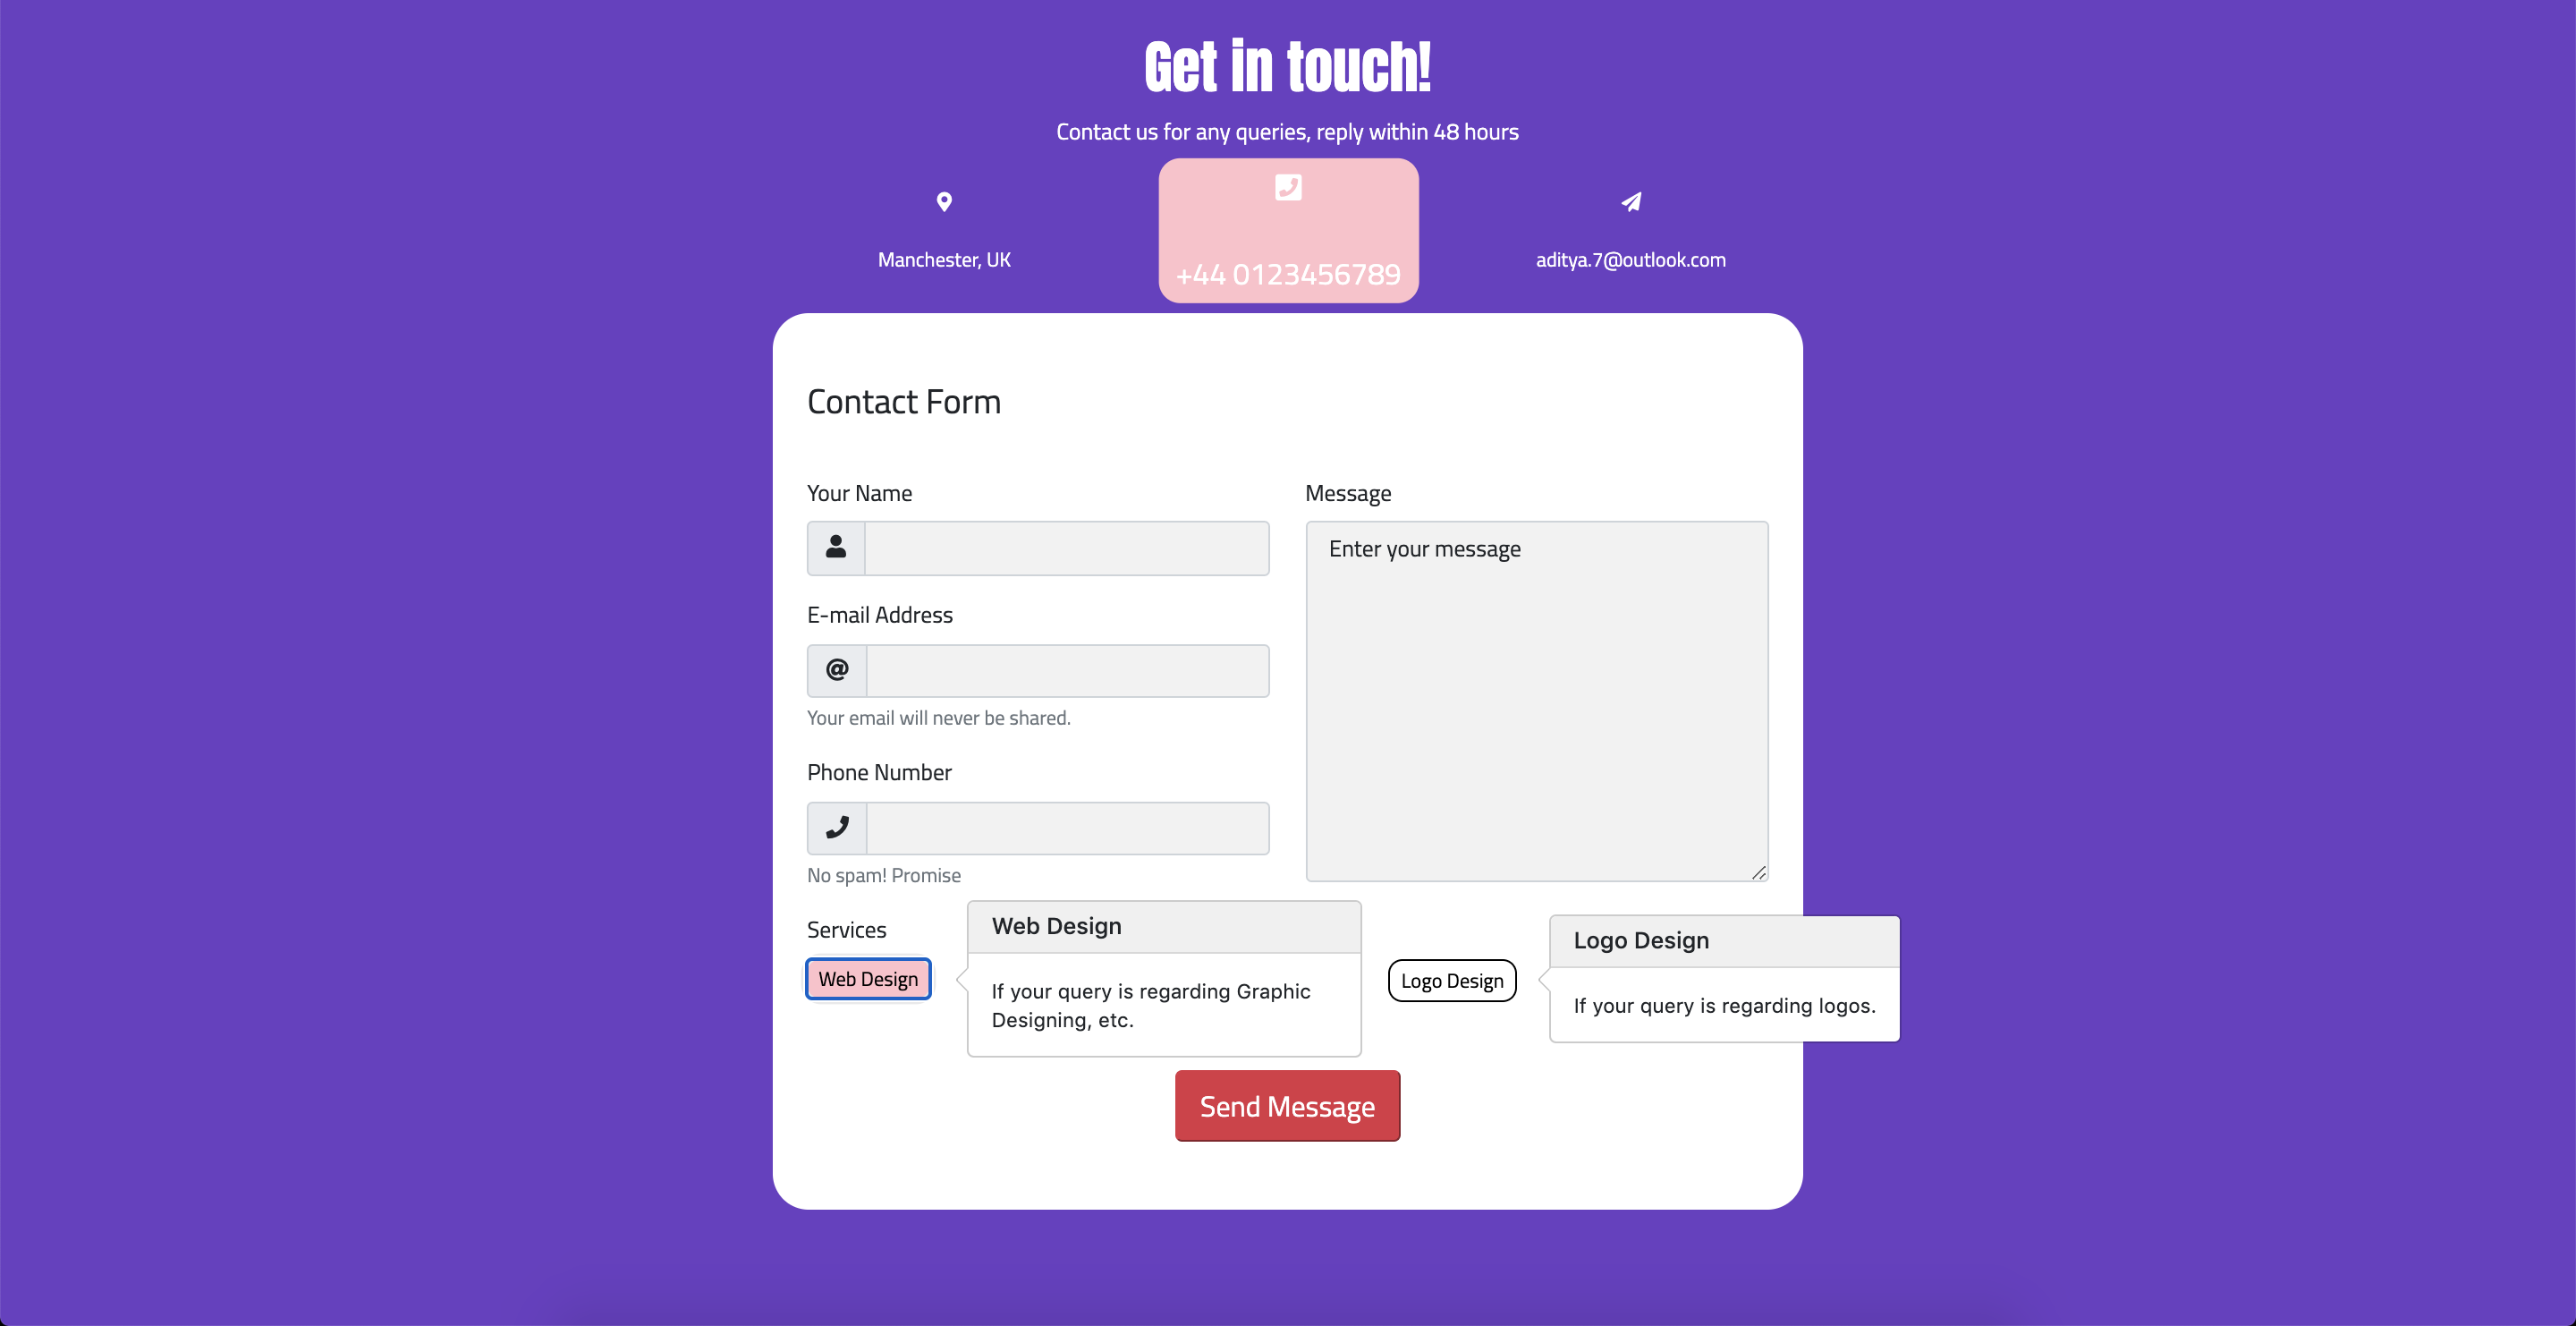 Get in touch!
Contact us for any queries, reply within 48 hours
Manchester, UK
+44 0123456789
aditya.7@outlook.com
Contact Form
Your Name
Message
Enter your message
E-mail Address
@
Your email will never be shared.
Phone Number
No spam! Promise
Services
Web Design
Web Design
If your query is regarding Graphic
Designing, etc.
Logo Design
Logo Design
If your query is regarding logos.
Send Message